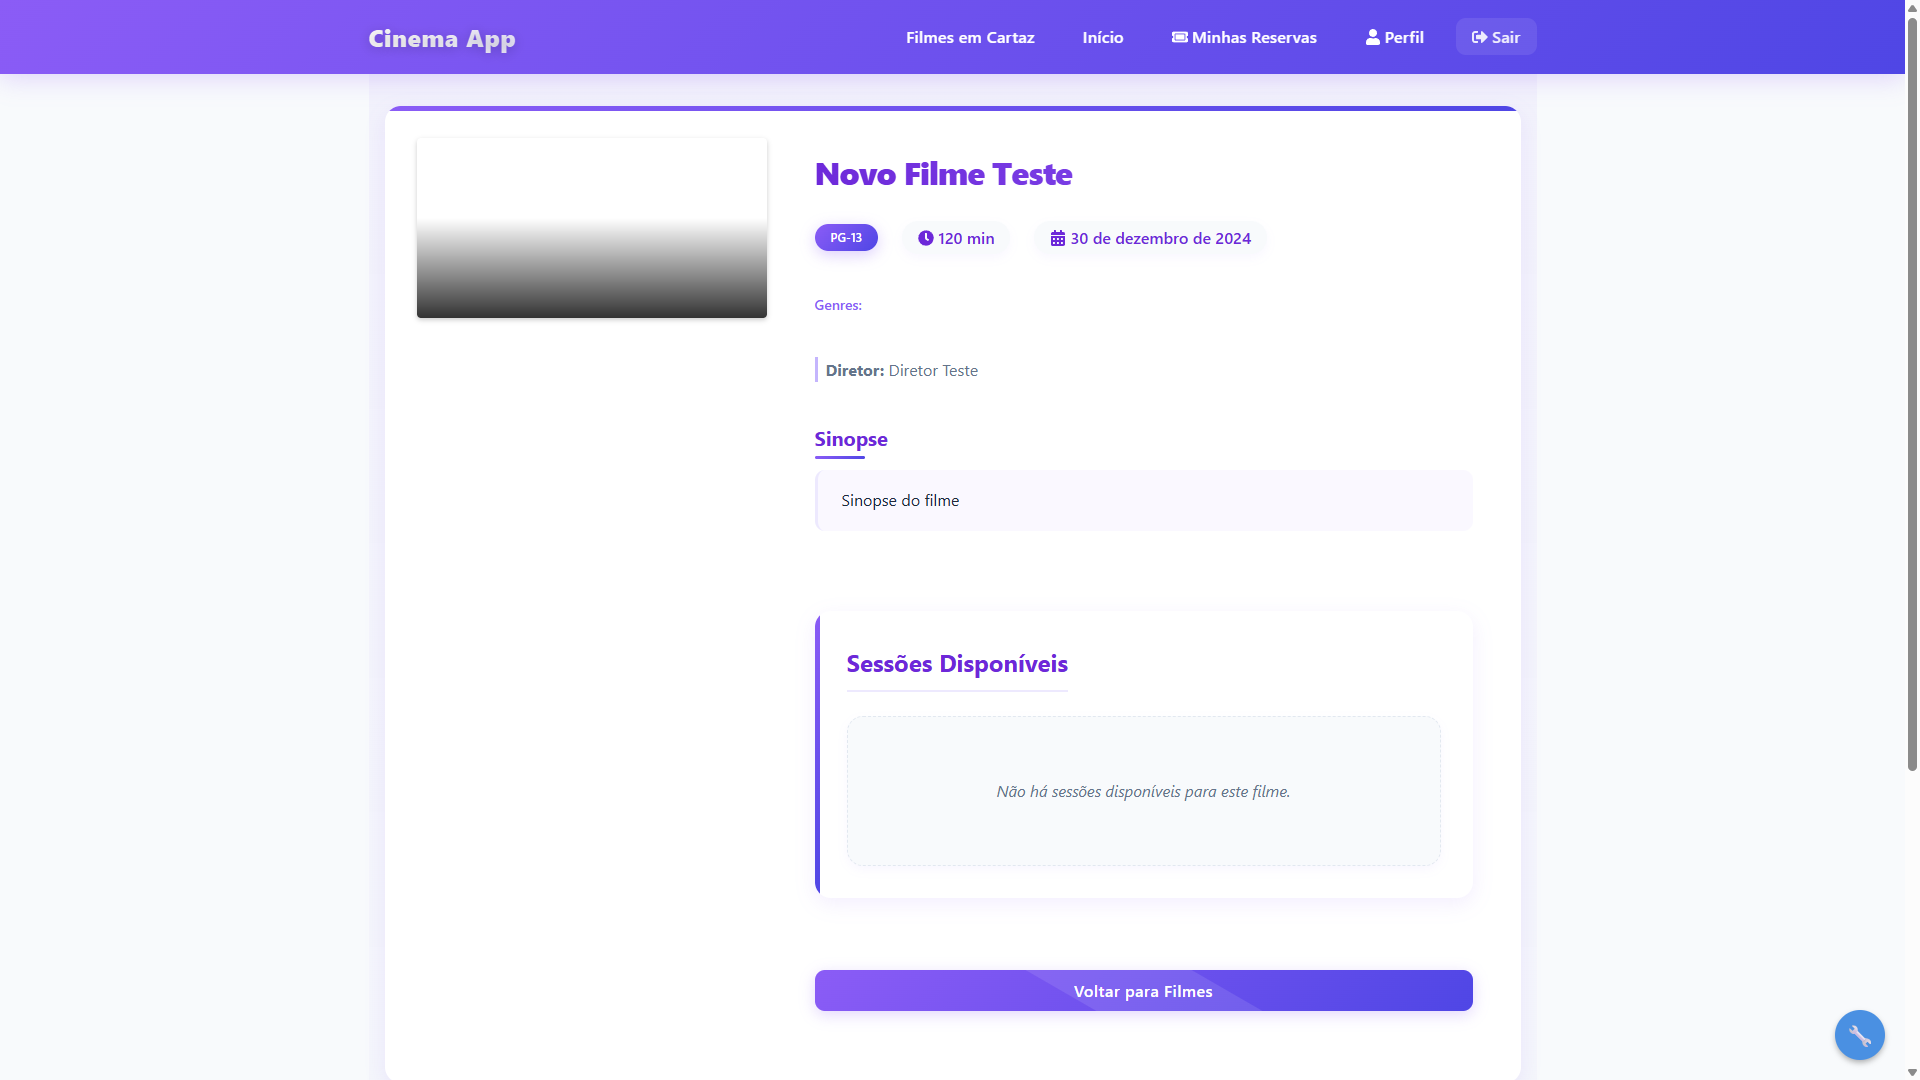 Cinema App
Filmes em Cartaz
Início
Minhas Reservas
Perfil
Sair
Novo Filme Teste
PG-13
120 min
30 de dezembro de 2024
Genres:
Diretor: Diretor Teste
Sinopse
Sinopse do filme
Sessões Disponíveis
Não há sessões disponíveis para este filme.
Voltar para Filmes